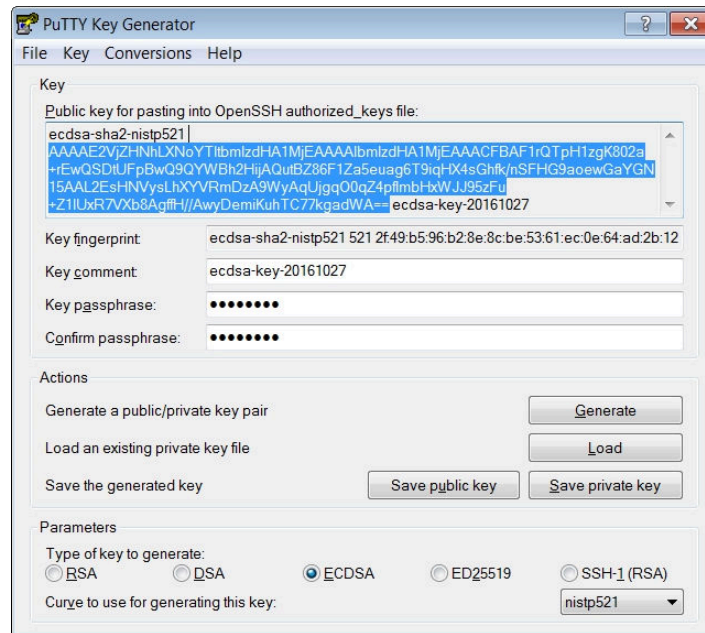 PuTTY Key Generator
File Key Conversions Help
Key
Public key for pasting into OpenSSH authorized_keys file:
ecdsa-sha2-nistp521
AAAAE2VjZHNhLXNoYTItbmlzdHA1MjEAAAAIbmlzdHA1MjEAAACFBAF1rQTpH1zgK802a
+rEwQSDtUFpBwQ9QYWBh2HijAQutBZ86F1Za5euag6T9iqHX4sGhfk/nSFHG9aoewGaYGN
15AAL2EsHNVysLhXYVRmDzA9WyAqUjgqO0qZ4pflmbHxWJJ95zFu
+Z1IUxR7VXb8AgffH//AwyDemiKuhTC77kgadWA== ecdsa-key-20161027
Key fingerprint: ecdsa-sha2-nistp521 521 2f:49:b5:96:b2:8e:8c:be:53:61:ec:0e:64:ad:2b:12
Key comment: ecdsa-key-20161027
Key passphrase: ●●●●●●●●
Confirm passphrase: ●●●●●●●●
Actions
Generate a public/private key pair Generate
Load an existing private key file Load
Save the generated key Save public key Save private key
Parameters
Type of key to generate:
RSA DSA ECDSA ED25519 SSH-1 (RSA)
Curve to use for generating this key: nistp521